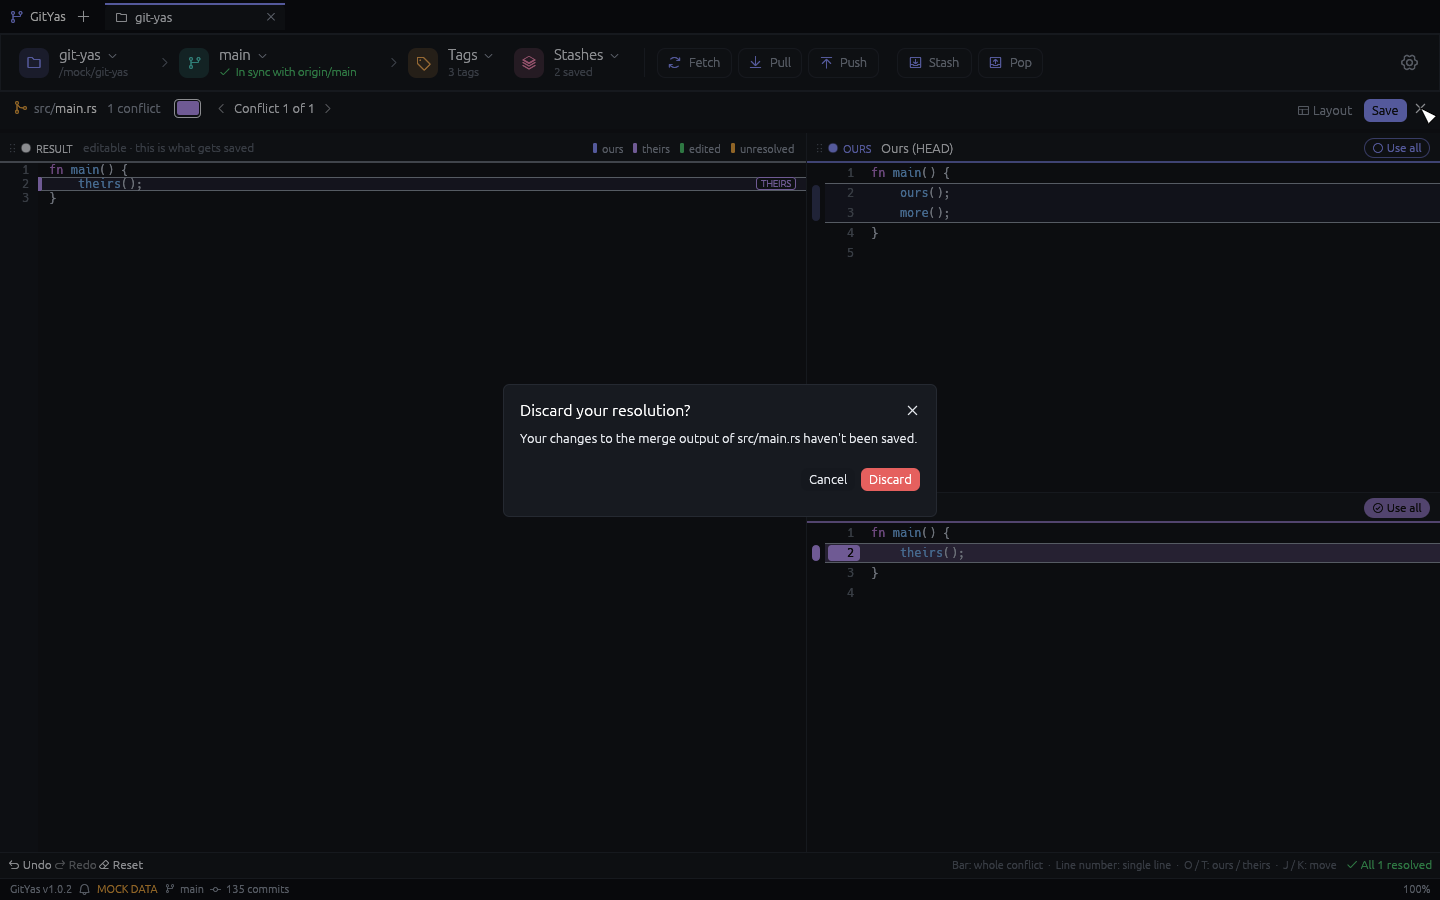 GitYas
git-yas
git-yas
/mock/git-yas
main
In sync with origin/main
Tags
3 tags
Stashes
2 saved
Fetch
Pull
Push
Stash
Pop
src/main.rs 1 conflict
Conflict 1 of 1
Layout
Save
RESULT editable · this is what gets saved
ours
theirs
edited
unresolved
1 fn main() {
2 theirs();
THEIRS
3 }
OURS Ours (HEAD)
Use all
1 fn main() {
2 ours();
3 more();
4 }
5
Discard your resolution?
Your changes to the merge output of src/main.rs haven't been saved.
Cancel
Discard
Use all
1 fn main() {
2 theirs();
3 }
4
Undo
Redo
Reset
Bar: whole conflict · Line number: single line · O / T: ours / theirs · J / K: move
All 1 resolved
GitYas v1.0.2
MOCK DATA
main
135 commits
100%